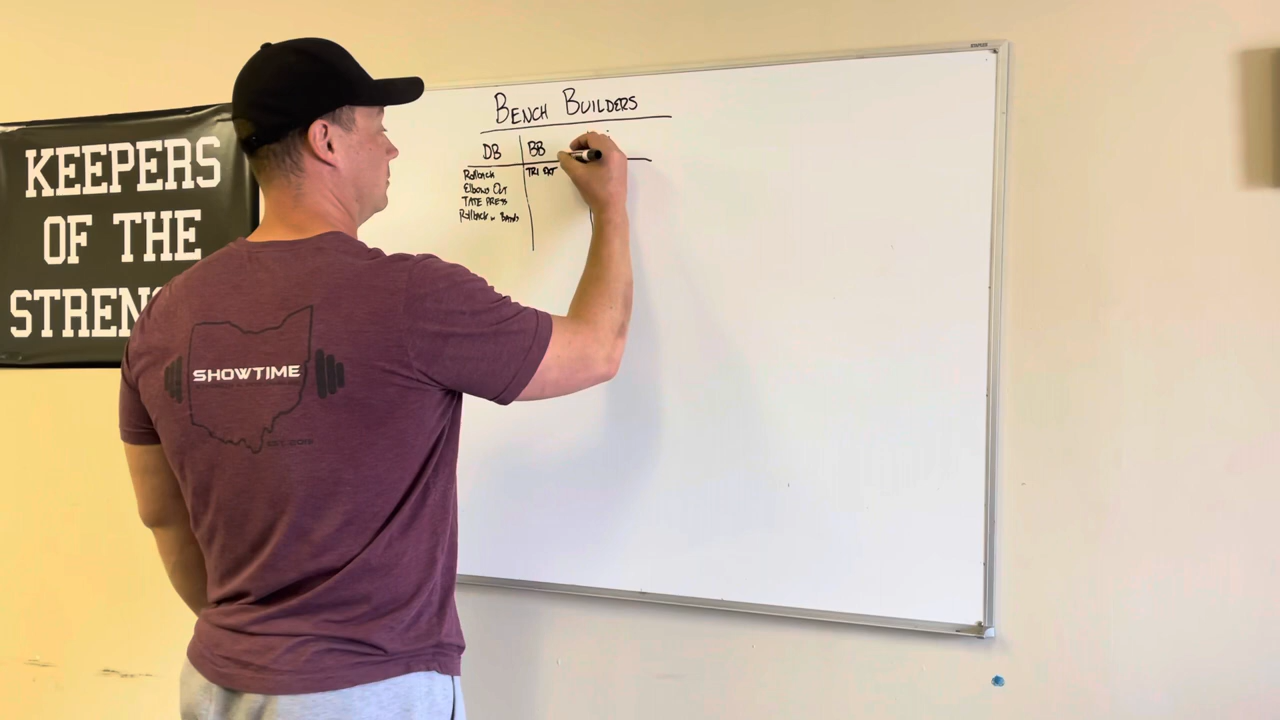 KEEPERS
OF THE
STREN
BENCH BUILDERS
DB BB
Rollback TRI EXT
Elbows Out
TATE PRESS
Rollback w Bands
SHOWTIME